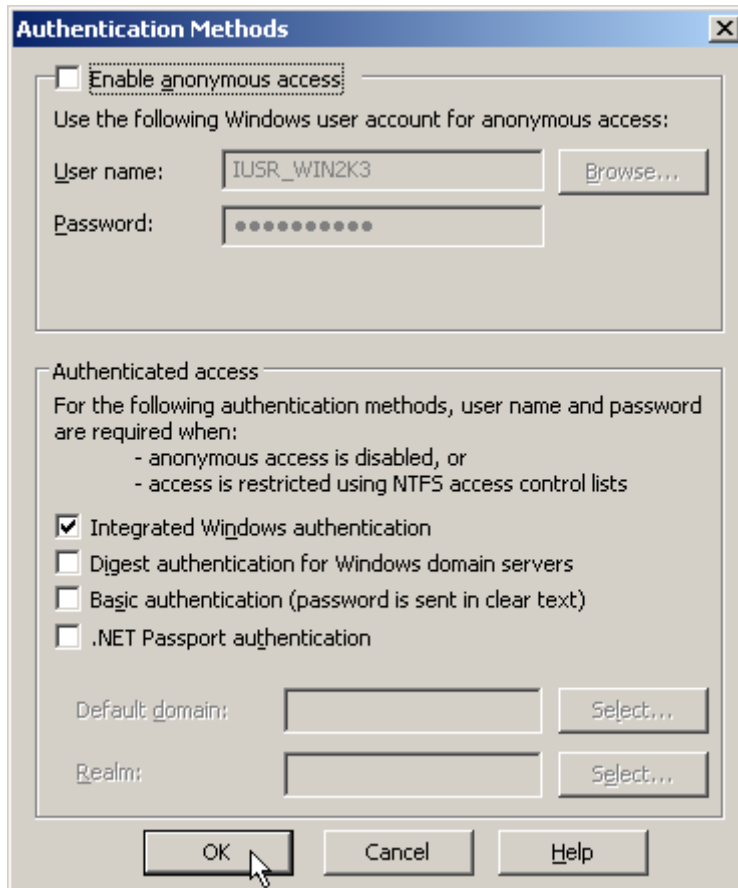 Authentication Methods
Enable anonymous access
Use the following Windows user account for anonymous access:
User name:
IUSR_WIN2K3
Browse...
Password:
●●●●●●●●●●
Authenticated access
For the following authentication methods, user name and password
are required when:
- anonymous access is disabled, or
- access is restricted using NTFS access control lists
Integrated Windows authentication
Digest authentication for Windows domain servers
Basic authentication (password is sent in clear text)
.NET Passport authentication
Default domain:
Select...
Realm:
Select...
OK
Cancel
Help